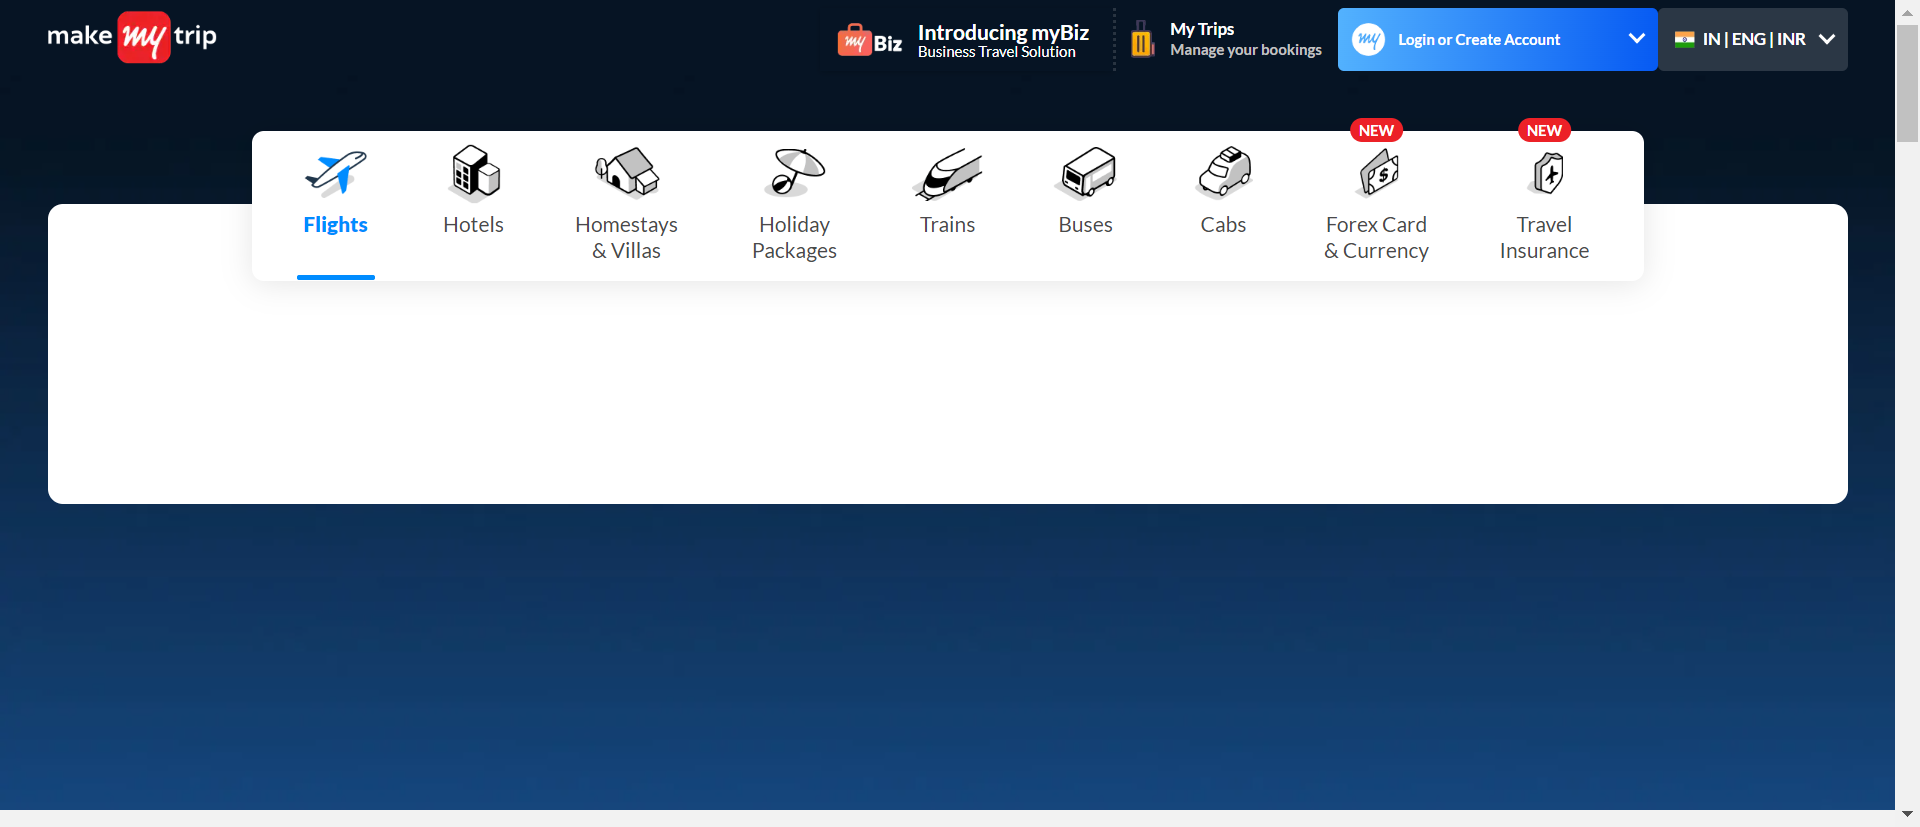 make my trip
my Biz
Introducing myBiz
Business Travel Solution
My Trips
Manage your bookings
my
Login or Create Account
IN | ENG | INR
NEW
NEW
Flights
Hotels
Homestays
& Villas
Holiday
Packages
Trains
Buses
Cabs
Forex Card
& Currency
Travel
Insurance